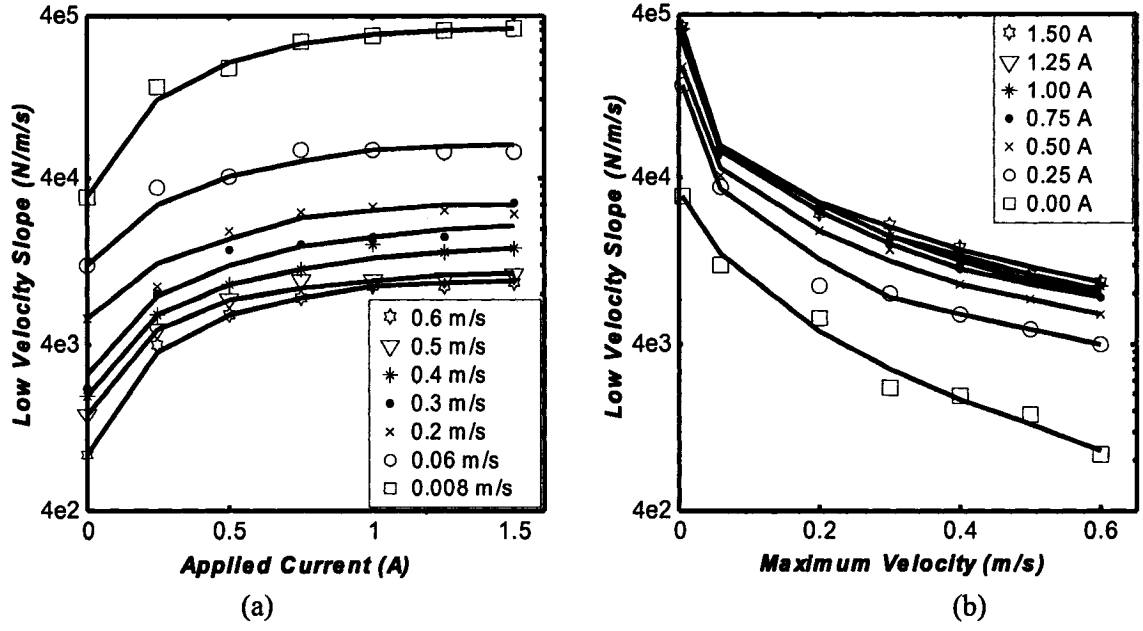 4e5
4e4
4e3
4e2
Low Velocity Slope (N/m/s)
0.6 m/s
0.5 m/s
0.4 m/s
0.3 m/s
0.2 m/s
0.06 m/s
0.008 m/s
0
0.5
1.0
1.5
Applied Current (A)
(a)
4e5
4e4
4e3
4e2
Low Velocity Slope (N/m/s)
1.50 A
1.25 A
1.00 A
0.75 A
0.50 A
0.25 A
0.00 A
0
0.2
0.3
0.4
0.6
Maximum Velocity (m/s)
(b)